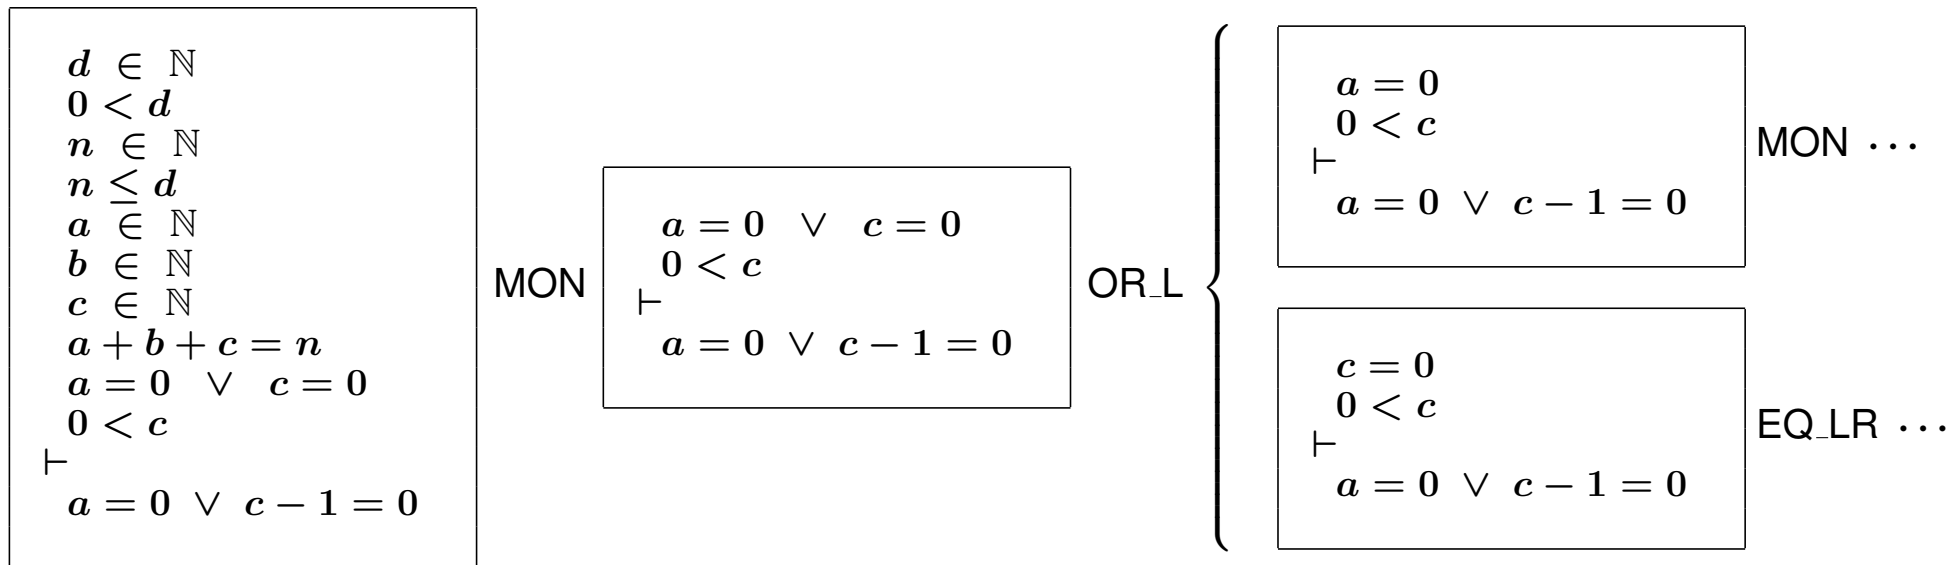 d ∈ ℕ
0 < d
n ∈ ℕ
n ≤ d
a ∈ ℕ
b ∈ ℕ
c ∈ ℕ
a + b + c = n
a = 0 ∨ c = 0
0 < c
⊢
a = 0 ∨ c − 1 = 0
MON
a = 0 ∨ c = 0
0 < c
⊢
a = 0 ∨ c − 1 = 0
OR_L
a = 0
0 < c
⊢
a = 0 ∨ c − 1 = 0
MON ···
c = 0
0 < c
⊢
a = 0 ∨ c − 1 = 0
EQ_LR ···